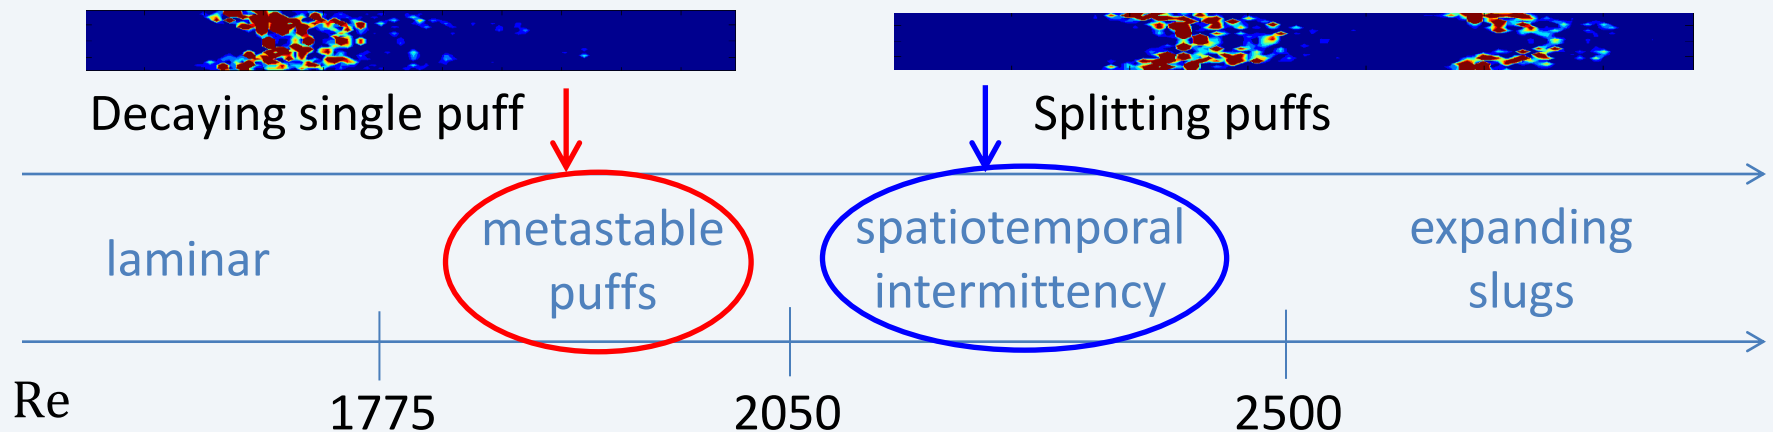 Decaying single puff
Splitting puffs
laminar
metastable
puffs
spatiotemporal
intermittency
expanding
slugs
Re
1775
2050
2500